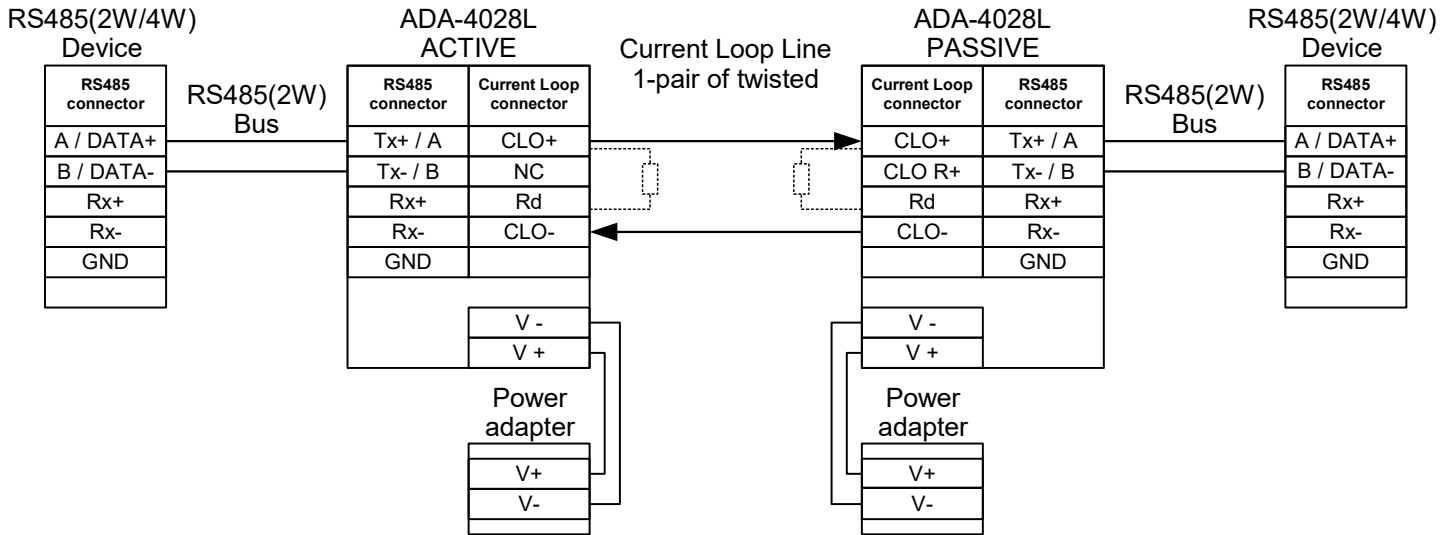 RS485(2W/4W)
Device
RS485
connector
A / DATA+
B / DATA-
Rx+
Rx-
GND
RS485(2W)
Bus
ADA-4028L
ACTIVE
RS485
connector
Current Loop
connector
Tx+ / A
CLO+
Tx- / B
NC
Rx+
Rd
Rx-
CLO-
GND
V -
V +
Power
adapter
V+
V-
Current Loop Line
1-pair of twisted
ADA-4028L
PASSIVE
Current Loop
connector
RS485
connector
CLO+
Tx+ / A
CLO R+
Tx- / B
Rd
Rx+
CLO-
Rx-
GND
V -
V +
Power
adapter
V+
V-
RS485(2W)
Bus
RS485(2W/4W)
Device
RS485
connector
A / DATA+
B / DATA-
Rx+
Rx-
GND